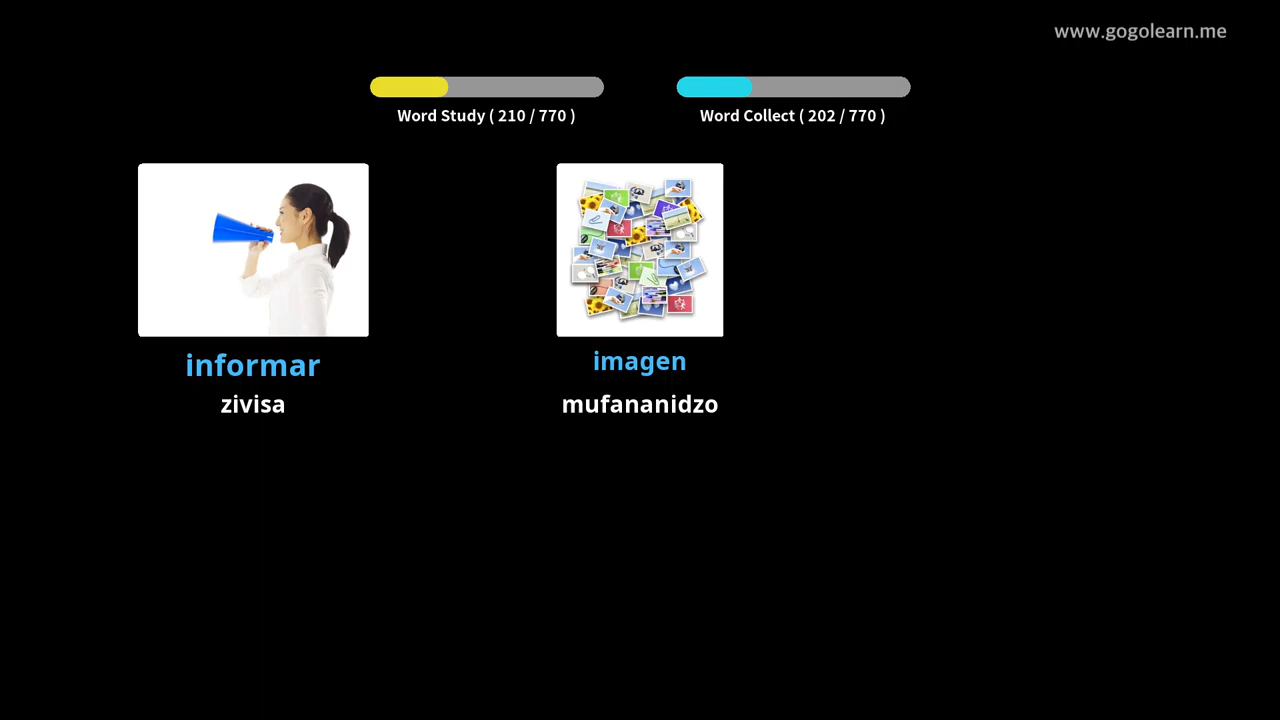 www.gogolearn.me
Word Study ( 210 / 770 )
Word Collect ( 202 / 770 )
informar
zivisa
imagen
mufananidzo